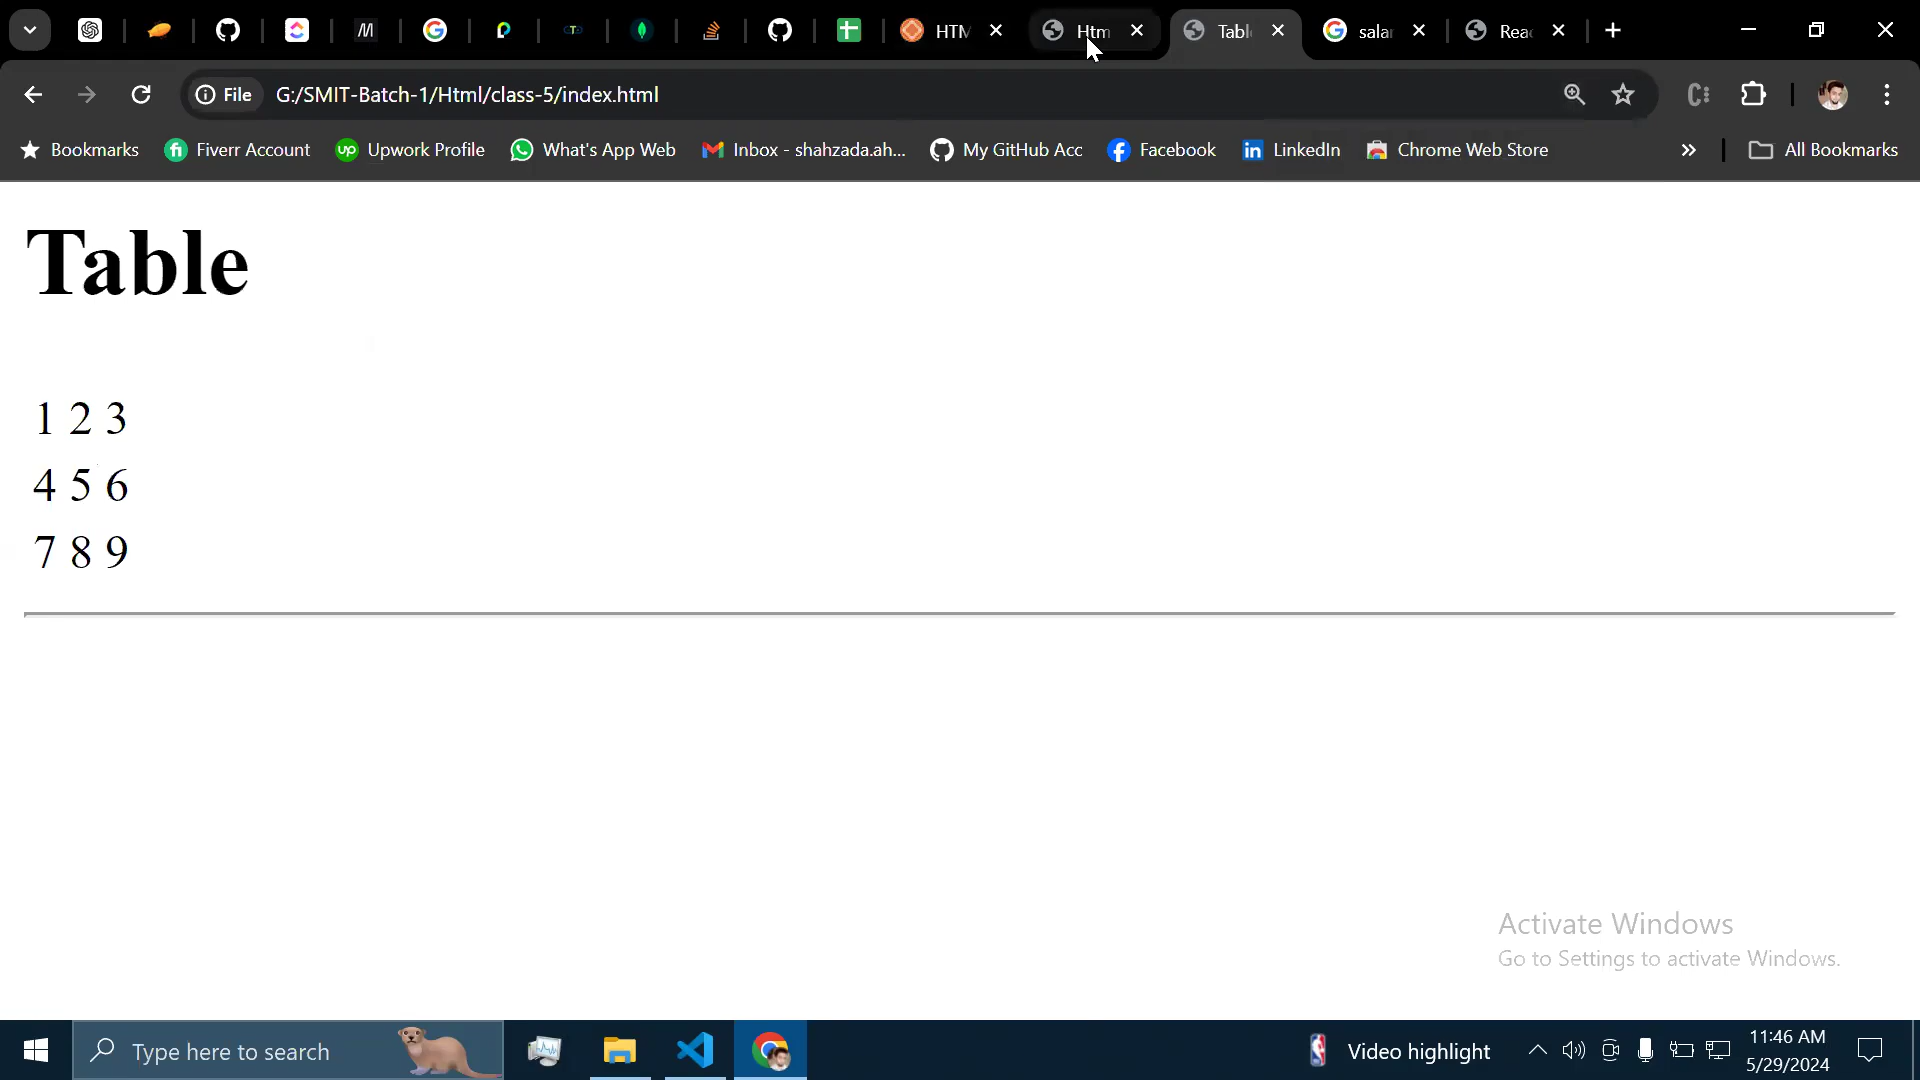 HTM
Htm
Tabl
salar
Reac
File
G:/SMIT-Batch-1/Html/class-5/index.html
Bookmarks
Fiverr Account
up
Upwork Profile
What's App Web
Inbox - shahzada.ah...
My GitHub Acc
Facebook
in
LinkedIn
Chrome Web Store
All Bookmarks
Table
1 2 3
4 5 6
7 8 9
Activate Windows
Go to Settings to activate Windows.
Type here to search
Video highlight
11:46 AM
5/29/2024